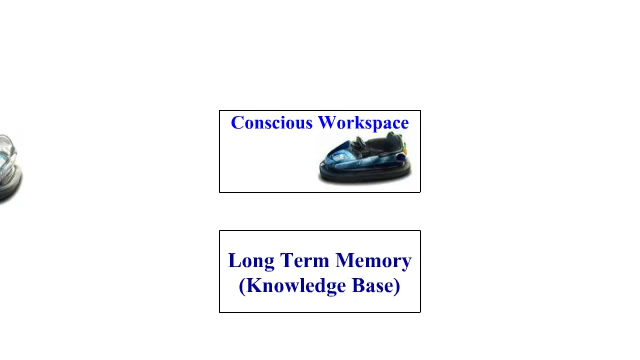 Conscious Workspace
Long Term Memory
(Knowledge Base)